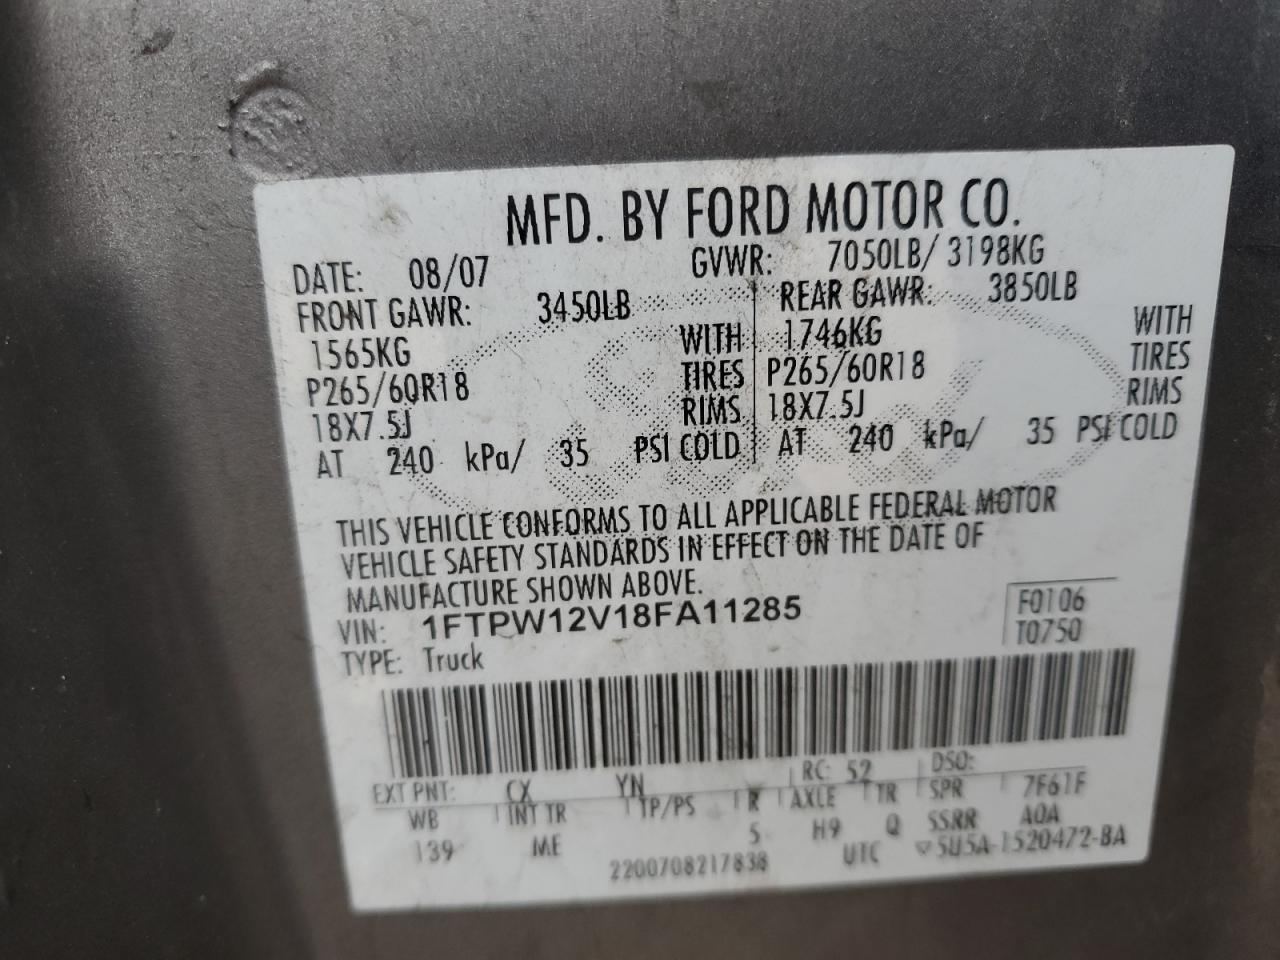 MFD. BY FORD MOTOR CO.
DATE: 08/07 GVWR: 7050LB/ 3198KG
FRONT GAWR: 3450LB REAR GAWR: 3850LB
1565KG WITH 1746KG WITH
P265/60R18 TIRES P265/60R18 TIRES
18X7.5J RIMS 18X7.5J RIMS
AT 240 kPa/ 35 PSI COLD AT 240 kPa/ 35 PSI COLD
THIS VEHICLE CONFORMS TO ALL APPLICABLE FEDERAL MOTOR
VEHICLE SAFETY STANDARDS IN EFFECT ON THE DATE OF
MANUFACTURE SHOWN ABOVE.
VIN: 1FTPW12V18FA11285 F0106
TYPE: Truck T0750
EXT PNT: CX YN RC: 52 DSO:
WB INT TR TP/PS R AXLE TR SPR 7F61F
139 ME 5 H9 Q SSRR AOA
2200708217838 UTC ▽5U5A-1520472-BA